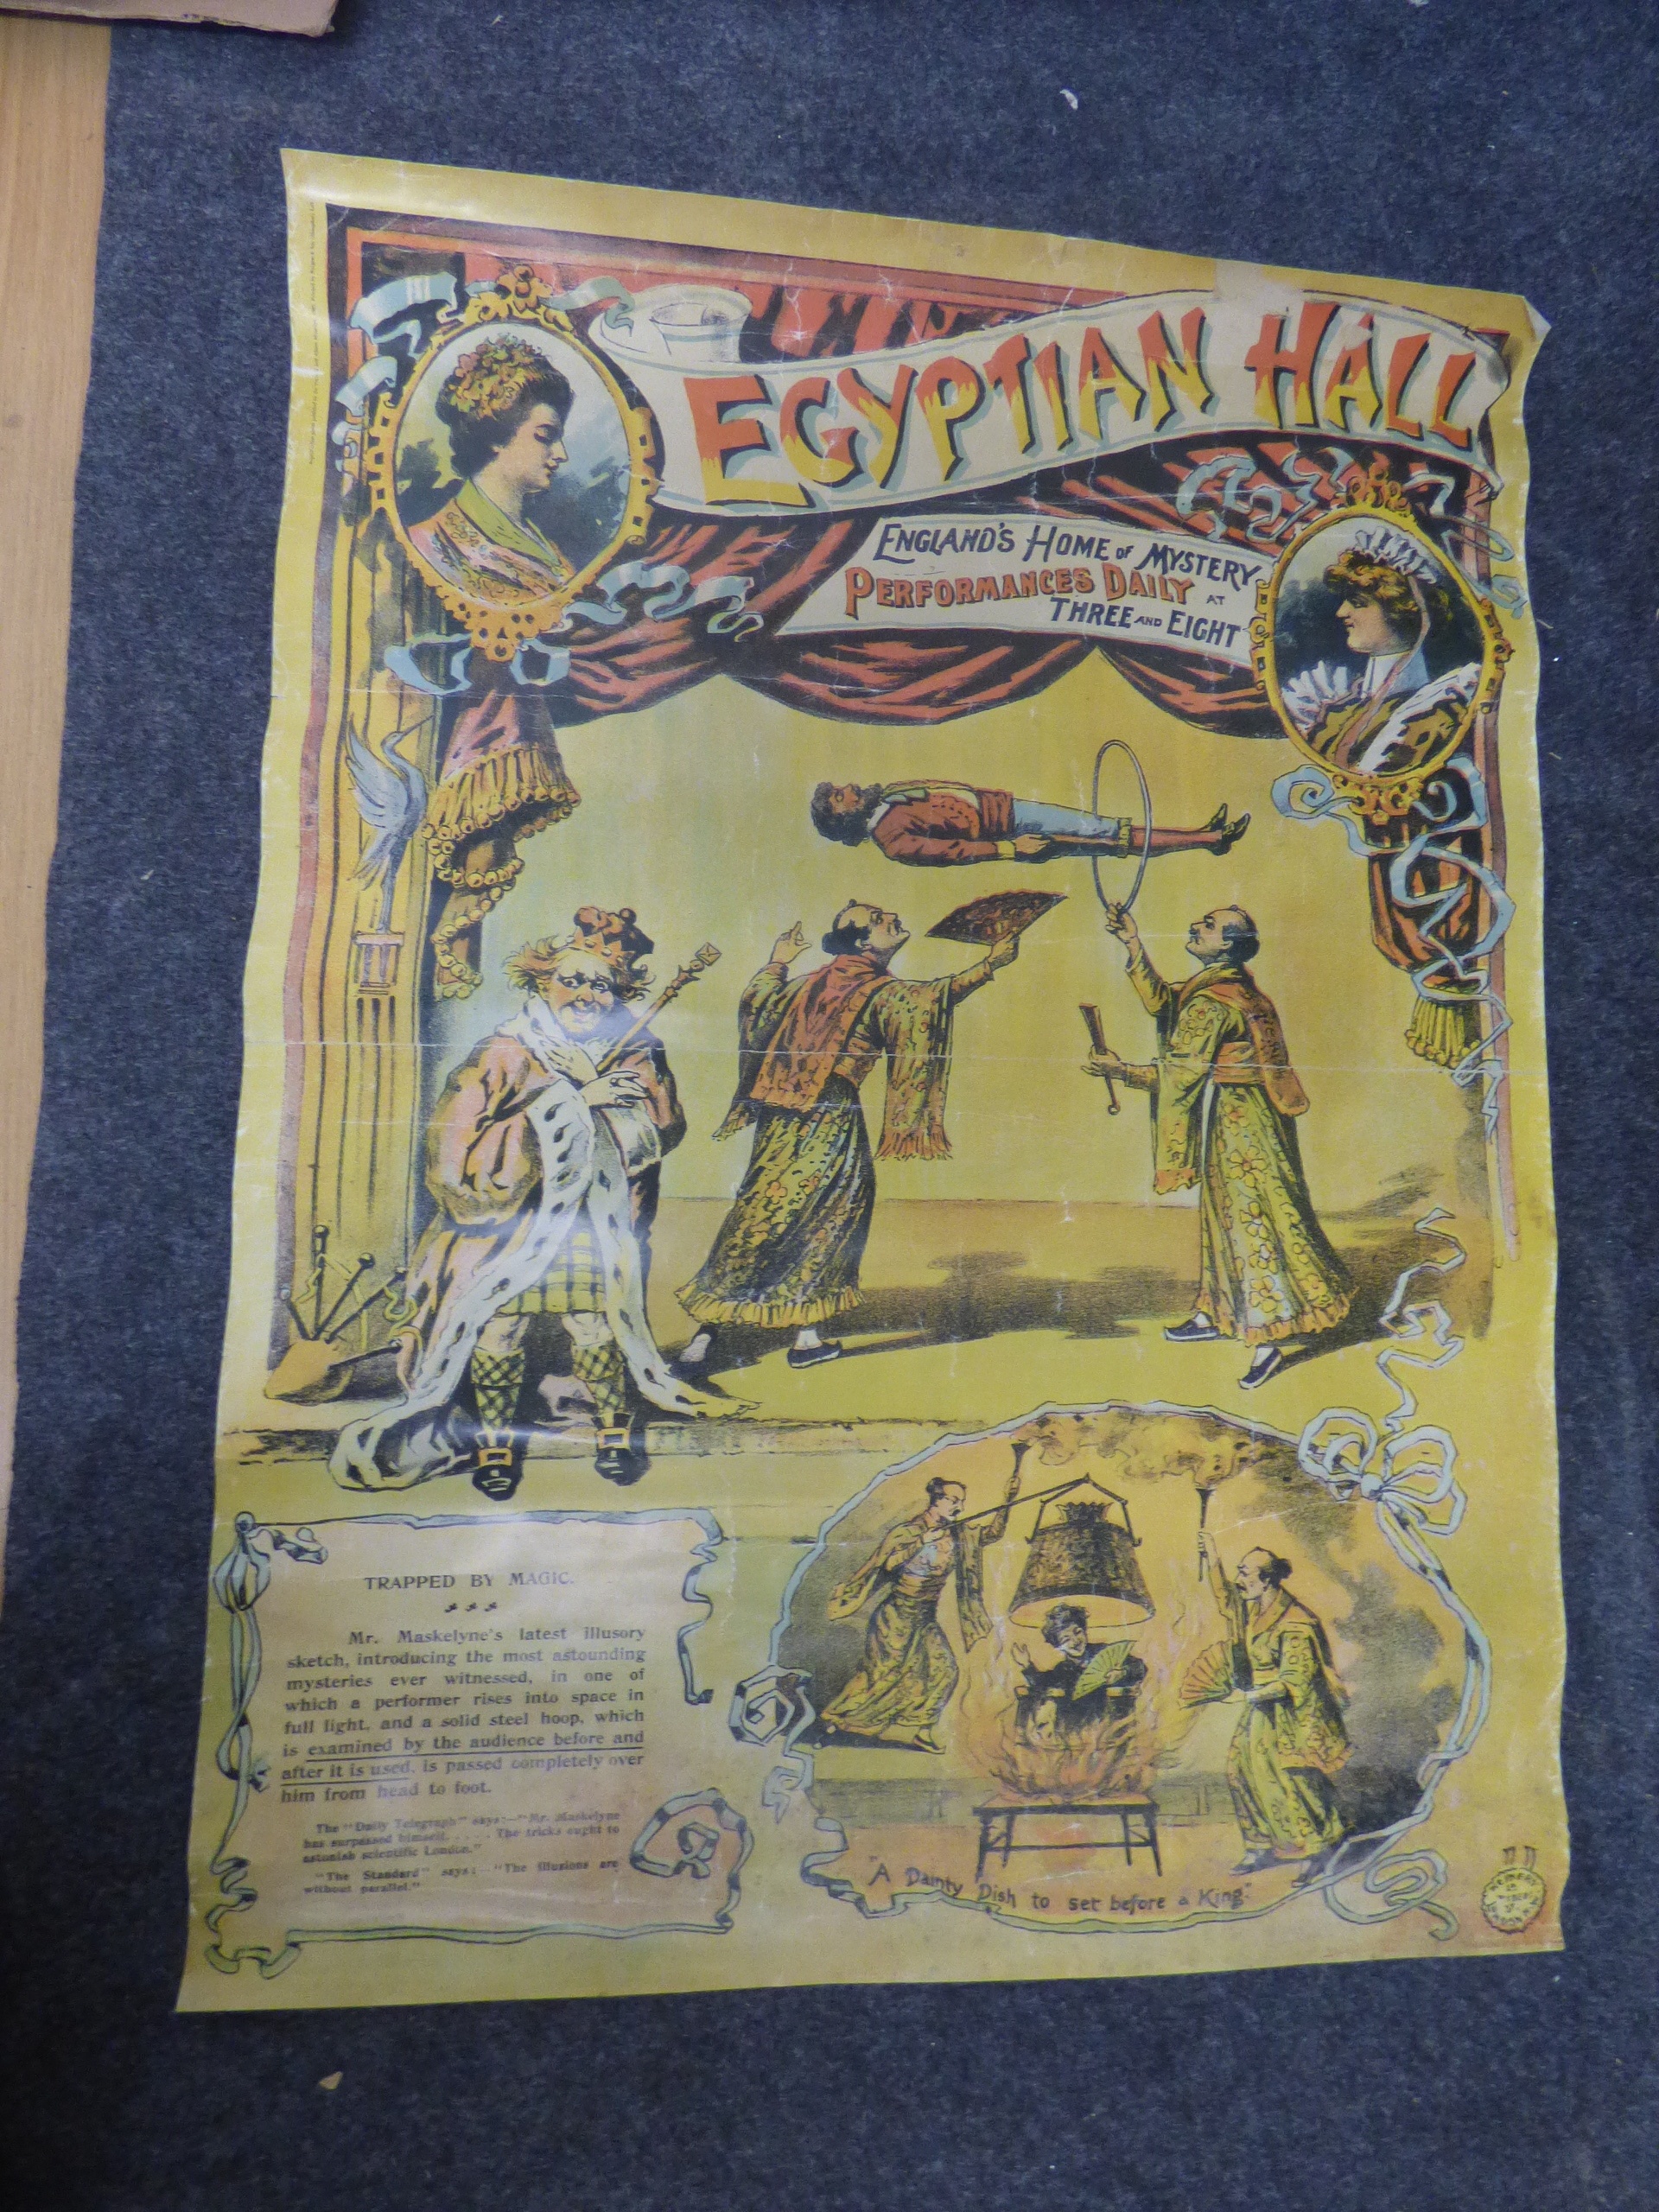 EGYPTIAN HALL
ENGLAND'S HOME OF MYSTERY
PERFORMANCES DAILY AT
THREE AND EIGHT
TRAPPED BY MAGIC.
Mr. Maskelyne's latest illusory
sketch, introducing the most astounding
mysteries ever witnessed, in one of
which a performer rises into space in
full light, and a solid steel hoop, which
is examined by the audience before and
after it is used, is passed completely over
him from head to foot.
The "Daily Telegraph" says:—"Mr. Maskelyne
has surpassed himself. . . . . The tricks ought to
astonish scientific London."
"The Standard" says: "The illusions are
without parallel."
"A Dainty Dish to set before a King."